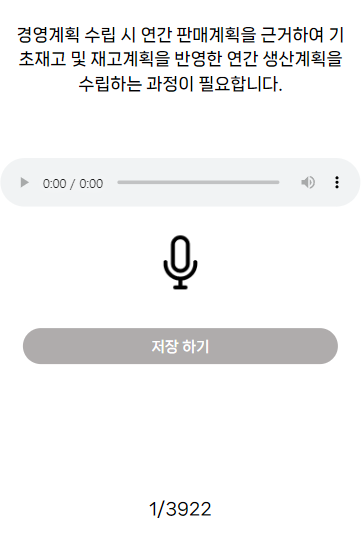 경영계획 수립 시 연간 판매계획을 근거하여 기
초재고 및 재고계획을 반영한 연간 생산계획을
수립하는 과정이 필요합니다.
0:00 / 0:00
저장 하기
1/3922